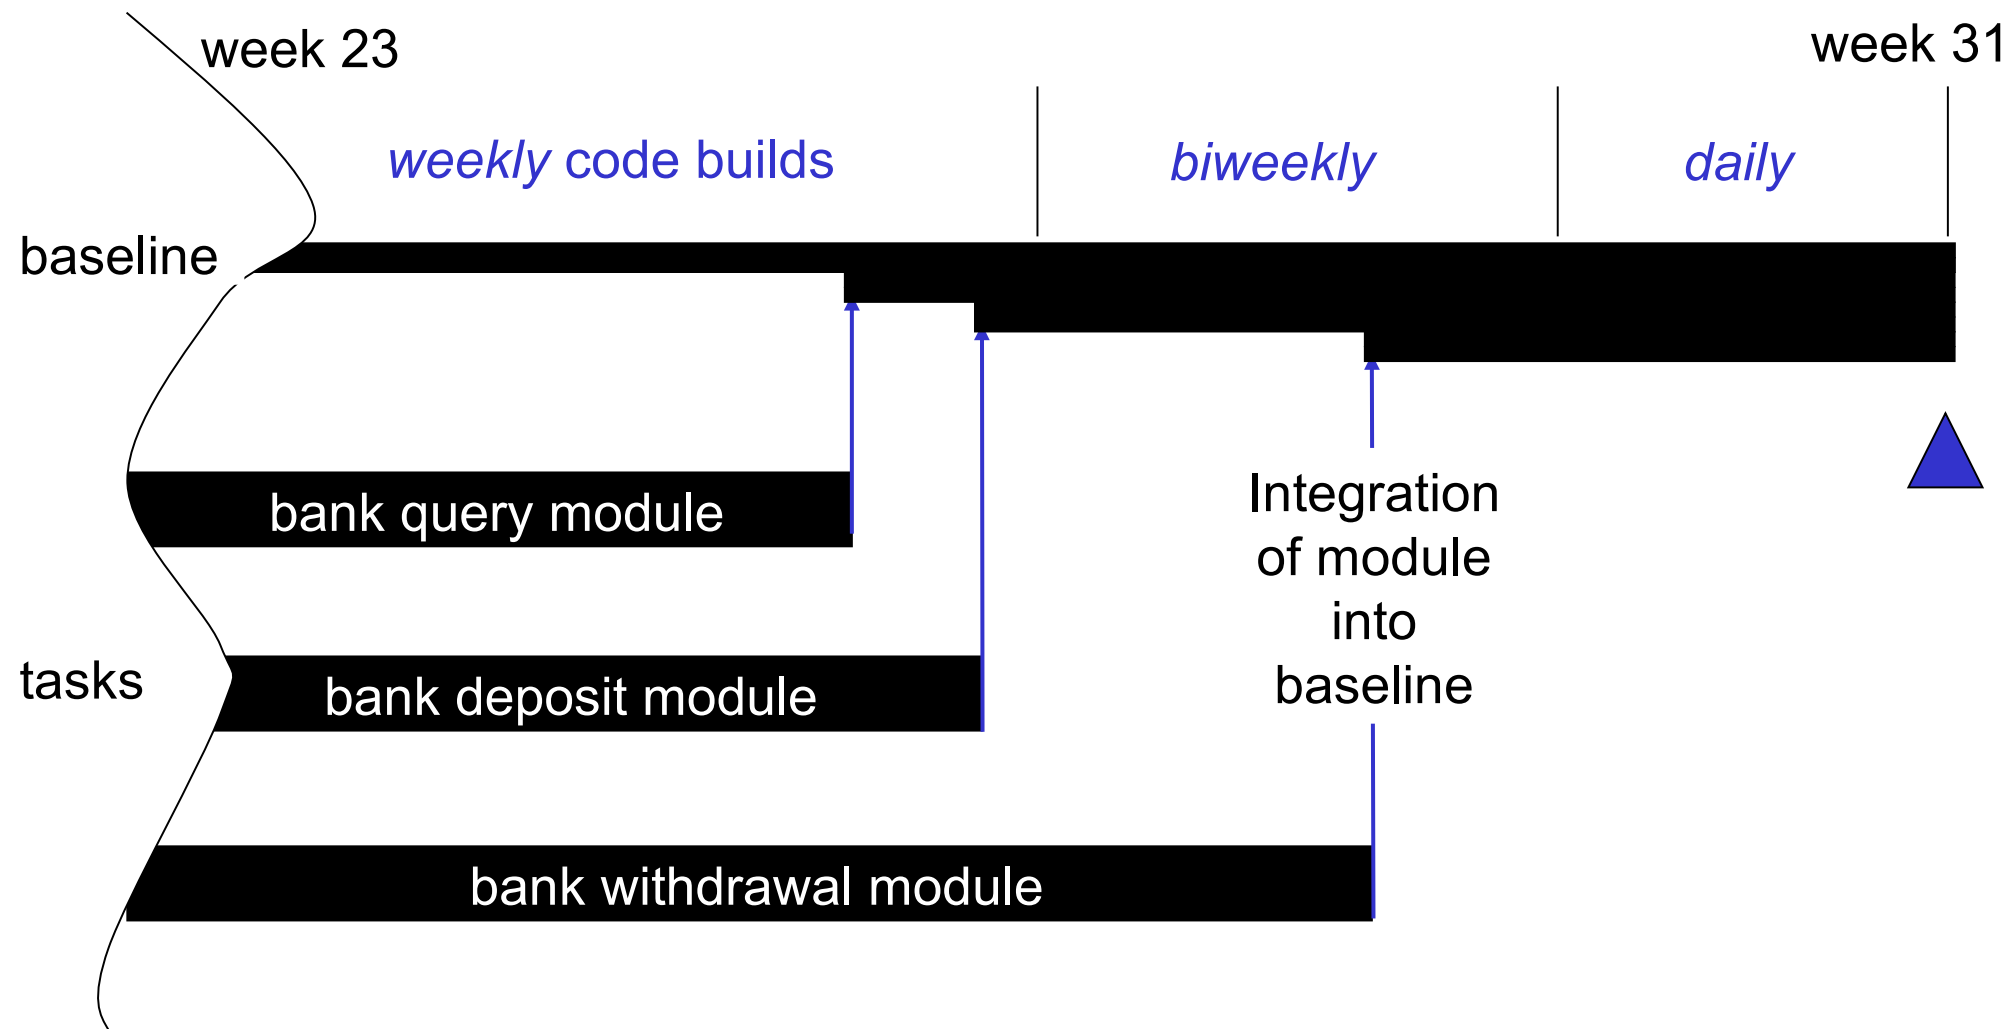 week 23
week 31
weekly code builds
biweekly
daily
baseline
bank query module
Integration
of module
into
baseline
tasks
bank deposit module
bank withdrawal module